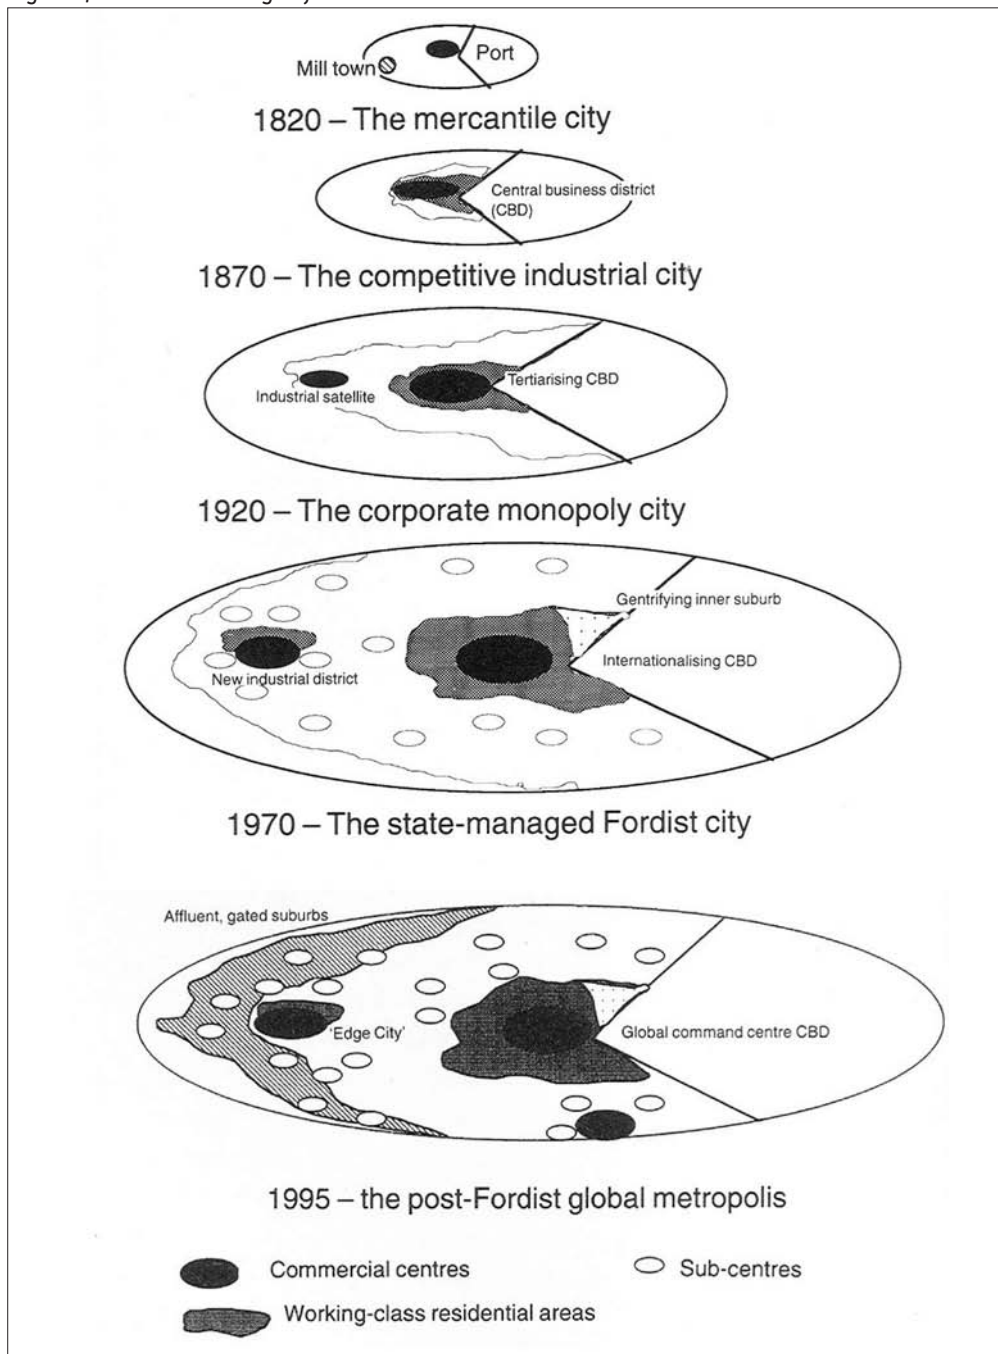 Port
Mill town
1820 – The mercantile city
Central business district
(CBD)
1870 – The competitive industrial city
Tertiarising CBD
Industrial satellite
1920 – The corporate monopoly city
Gentrifying inner suburb
Internationalising CBD
New industrial district
1970 – The state-managed Fordist city
Affluent, gated suburbs
'Edge City'
Global command centre CBD
1995 – the post-Fordist global metropolis
Commercial centres
Sub-centres
Working-class residential areas